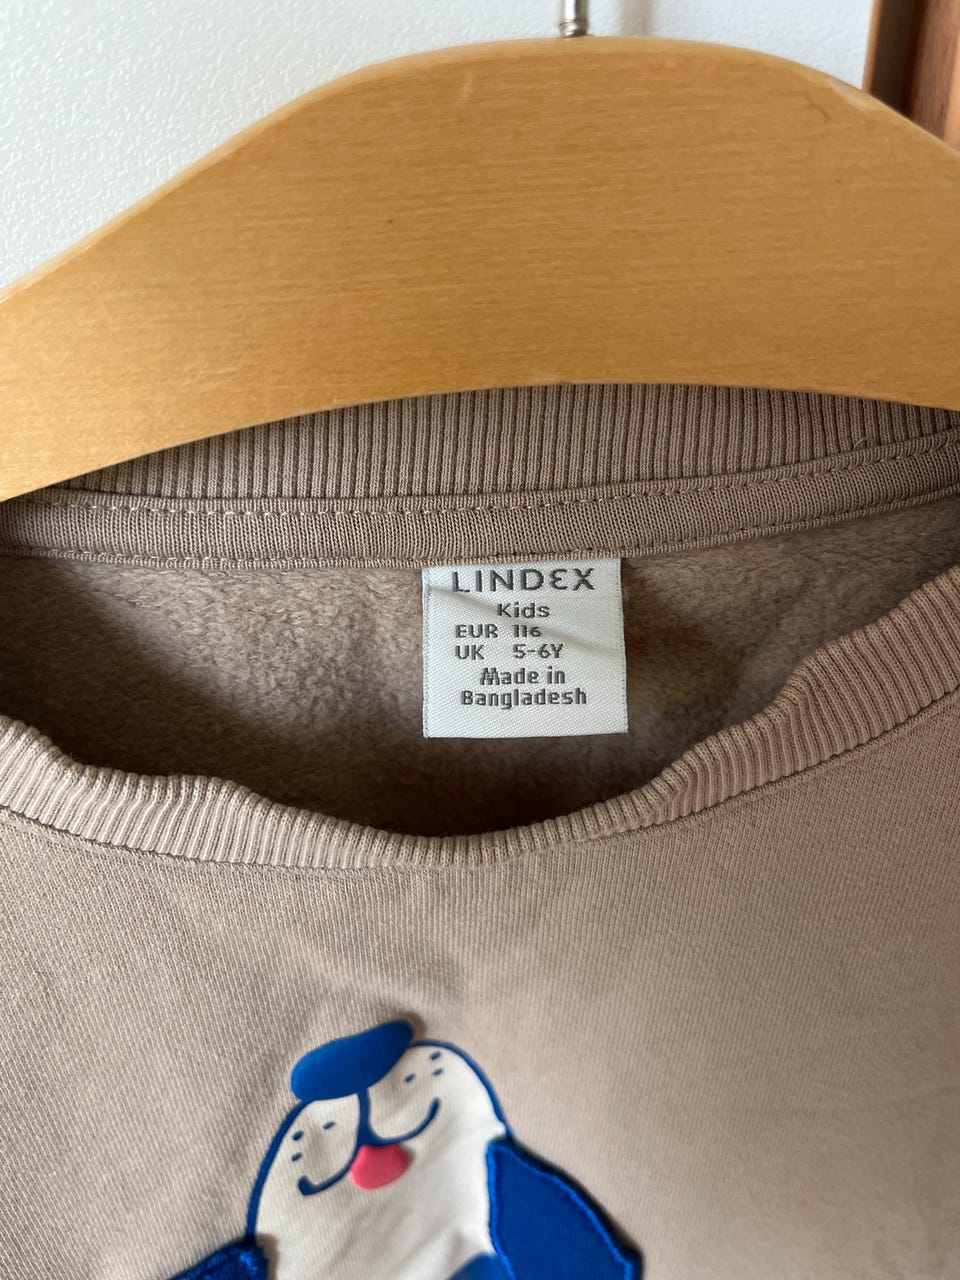 LINDEX
Kids
EUR 116
UK 5-6Y
Made in
Bangladesh